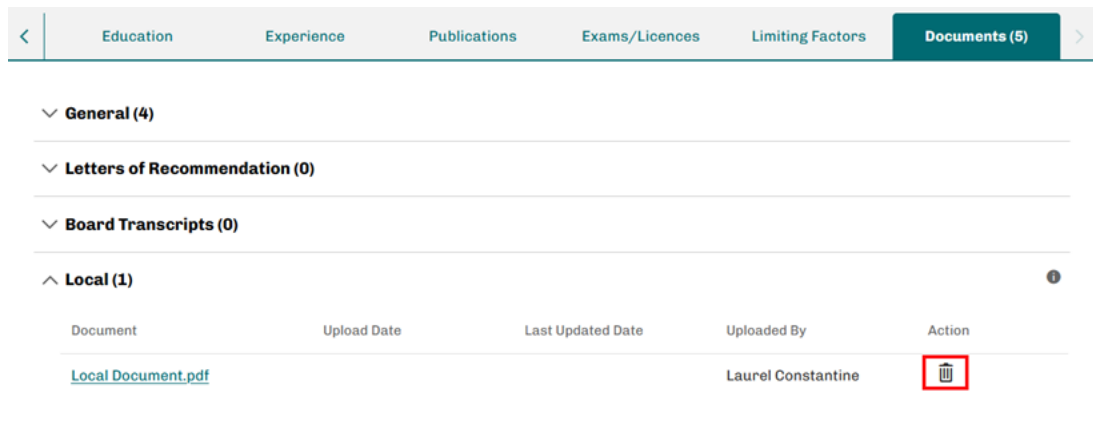 Education Experience Publications Exams/Licences Limiting Factors Documents (5)
General (4)
Letters of Recommendation (0)
Board Transcripts (0)
Local (1)
Document Upload Date Last Updated Date Uploaded By Action
Local Document.pdf Laurel Constantine